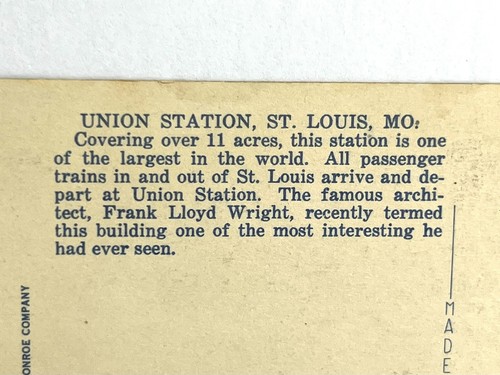 UNION STATION, ST. LOUIS, MO.
Covering over 11 acres, this station is one
of the largest in the world. All passenger
trains in and out of St. Louis arrive and de-
part at Union Station. The famous archi-
tect, Frank Lloyd Wright, recently termed
this building one of the most interesting he
had ever seen.
COMPANY
MADE